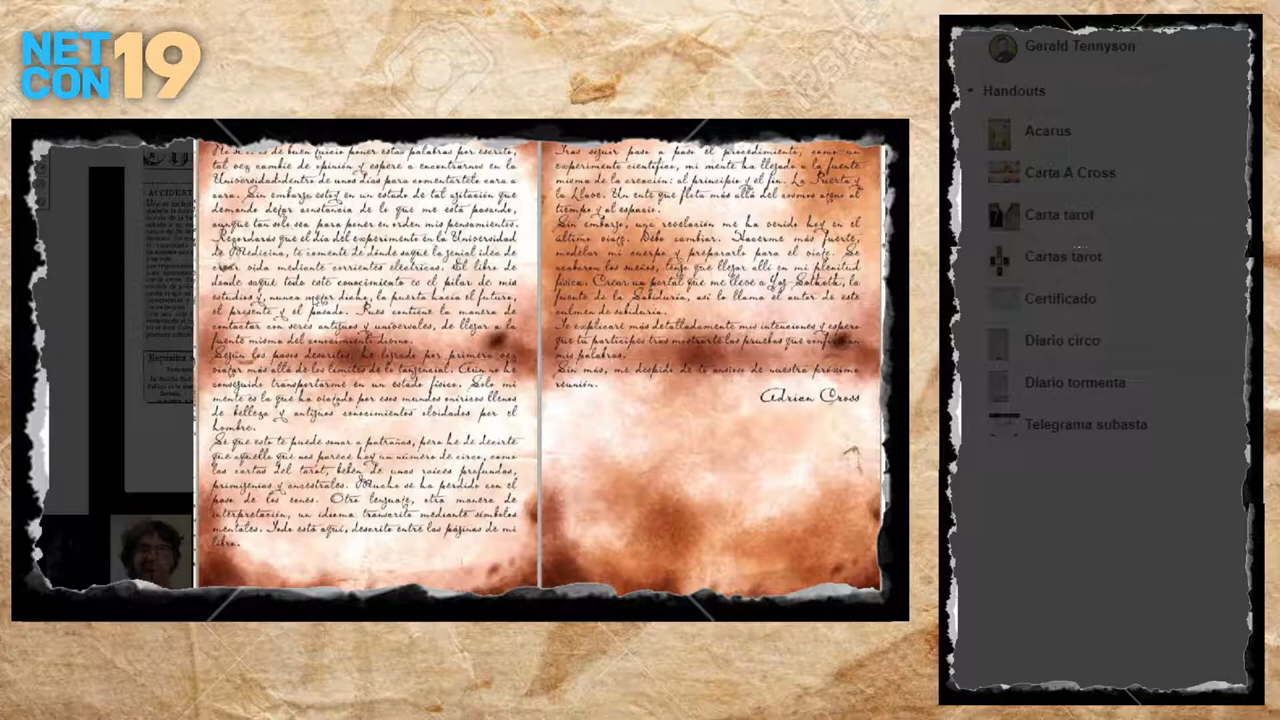 NET
CON 19
de buen juicio poner estas palabras por escrito,
tal vez cambie de opinión y espere a encontrarnos en la
Universidad dentro de unos días para comentártelo cara a
cara. Sin embargo estoy en un estado de tal agitación que
demando dejar constancia de lo que me está pasando,
aunque tan solo sea para poner en orden mis pensamientos.
Recordarás que el día del experimento en la Universidad
de Medicina, te comente de donde saque la genial idea de
crear vida mediante corrientes eléctricas. El libro de
donde saqué todo este conocimiento es el pilar de mis
estudios y nunca mejor dicho, la puerta hacia el futuro,
el presente y el pasado. Pues contiene la manera de
contactar con seres antiguos y universales, de llegar a la
fuente misma del conocimiento divino.
Según los pasos descritos, he logrado por primera vez
viajar más allá de los límites de lo tangencial. Aún no he
conseguido transportarme en un estado físico. Solo mi
mente es la que ha viajado por esos mundos oníricos llenos
de belleza y antiguos conocimientos olvidados por el
hombre.
Se que esto te puede sonar a patrañas, pero he de decirte
que aquello que nos parece hoy un número de circo, como
las cartas del tarot, beben de unas raíces profundas,
primigenias y ancestrales. Mucho se ha perdido con el
paso de los eones. Otro lenguaje, otra manera de
interpretación, un idioma transcrito mediante símbolos
mentales. Todo está aquí, descrito entre las páginas de mi
libro.
Tras seguir paso a paso el procedimiento, como un
experimento científico, mi mente ha llegado a la fuente
misma de la creación: al principio y el fin. La Puerta y
la Llave. Un ente que flota más allá del cosmos ajeno al
tiempo y al espacio.
Sin embargo, una revelación me ha venido hoy en el
último viaje. Debo cambiar. Hacerme más fuerte,
modelar mi cuerpo y prepararlo para el viaje. Se
acabaron los sueños, tengo que llegar allí en mi plenitud
física. Crear un portal que me lleve a Yog-Sothoth, la
fuente de la Sabiduría, así lo llama el autor de este
culmen de sabiduría.
Te explicaré más detalladamente mis intenciones y espero
que tú participes tras mostrarte las pruebas que confirman
mis palabras.
Sin más, me despido de ti ansioso de nuestra próxima
reunión.
Adrian Cross
ACCIDENT
Gerald Tennyson
Handouts
Acarus
Carta A Cross
Carta tarot
Cartas tarot
Certificado
Diario circo
Diario tormenta
Telegrama subasta